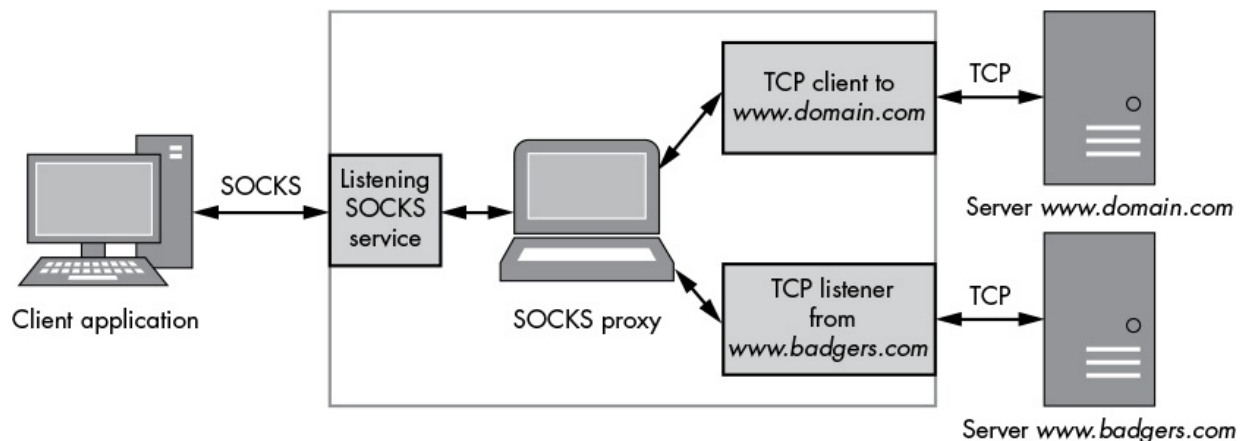 TCP client to
www.domain.com
TCP
SOCKS
Listening
SOCKS
service
Server www.domain.com
Client application
SOCKS proxy
TCP listener
from
www.badgers.com
TCP
Server www.badgers.com